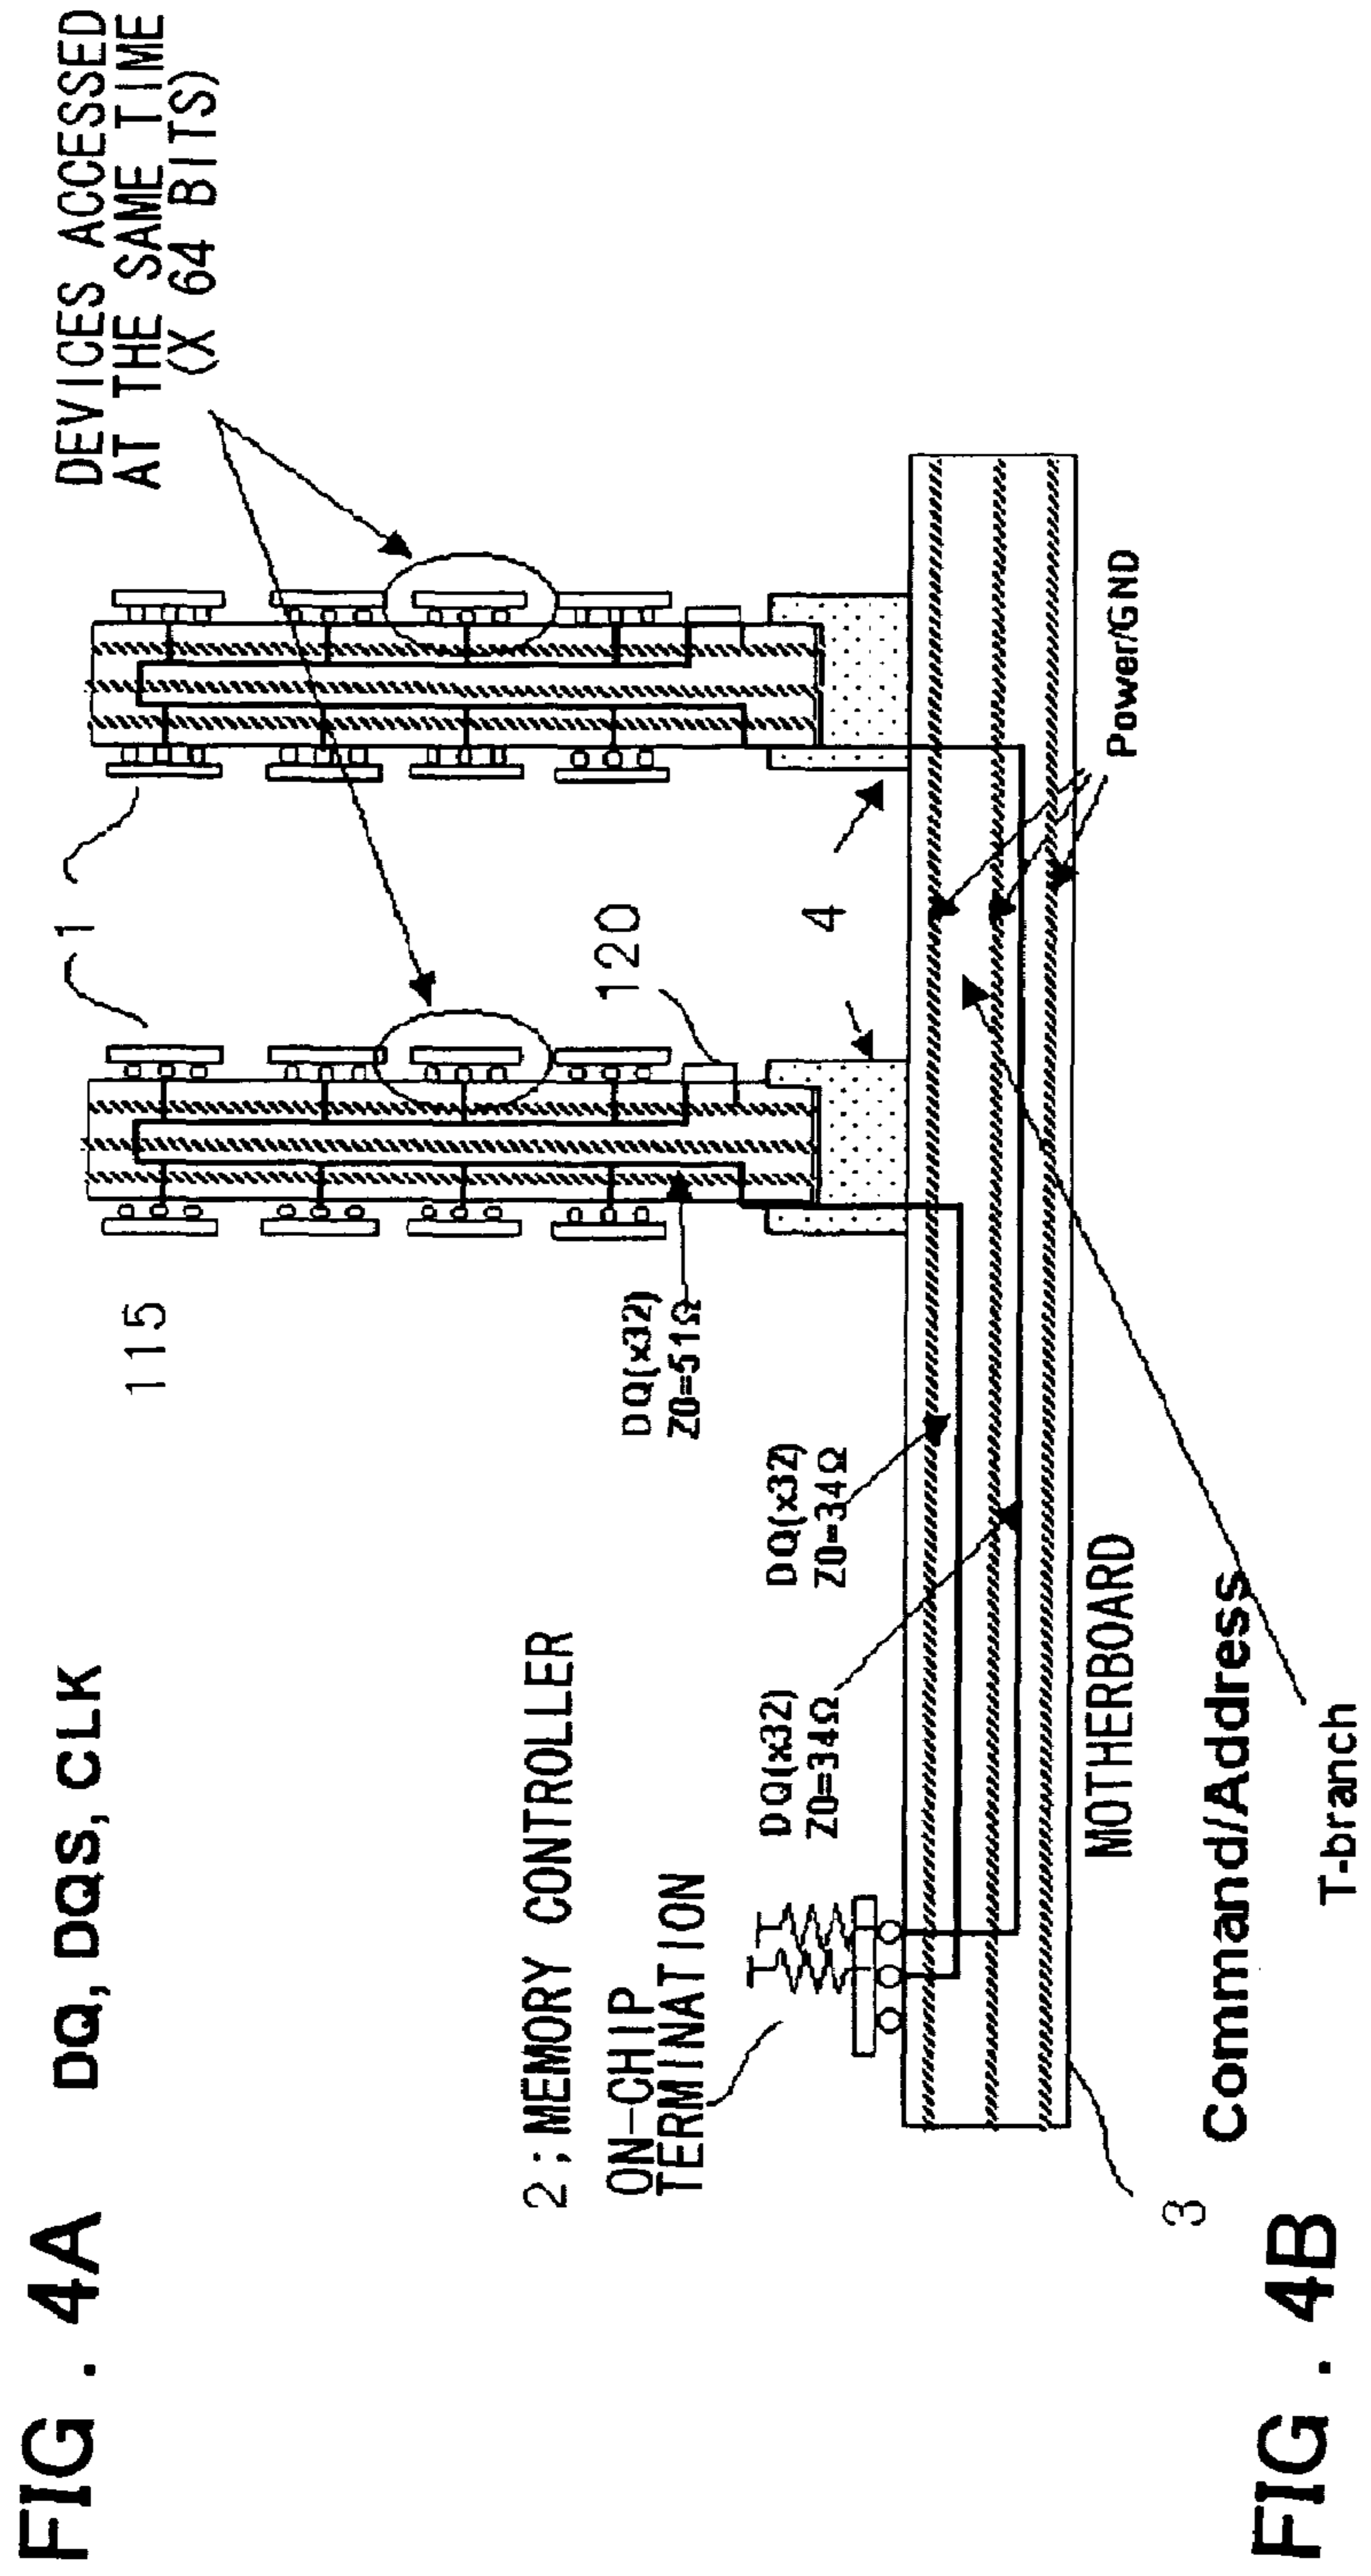 FIG. 4A
DQ, DQS, CLK
DEVICES ACCESSED
AT THE SAME TIME
(X 64 BITS)
1
115
120
4
DQ(x32)
Z0=51Ω
2;MEMORY CONTROLLER
ON-CHIP
TERMINATION
DQ(x32)
Z0=34Ω
DQ(x32)
Z0=34Ω
Power/GND
MOTHERBOARD
3
Command/Address
T-branch
FIG. 4B